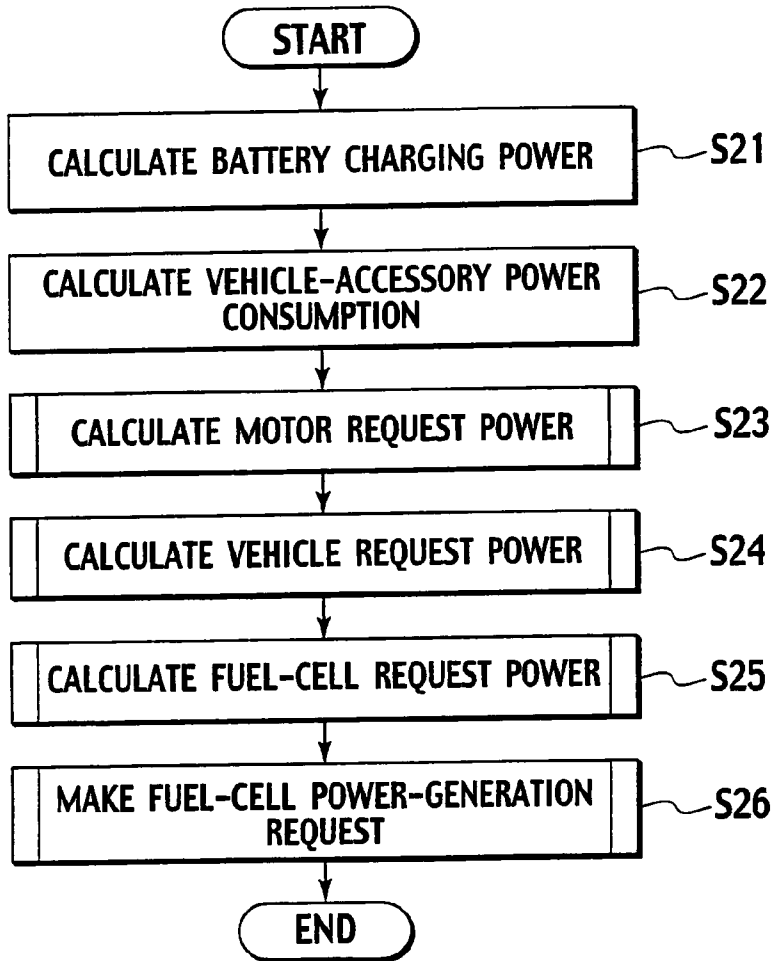 START
CALCULATE BATTERY CHARGING POWER
S21
CALCULATE VEHICLE-ACCESSORY POWER
CONSUMPTION
S22
CALCULATE MOTOR REQUEST POWER
S23
CALCULATE VEHICLE REQUEST POWER
S24
CALCULATE FUEL-CELL REQUEST POWER
S25
MAKE FUEL-CELL POWER-GENERATION
REQUEST
S26
END